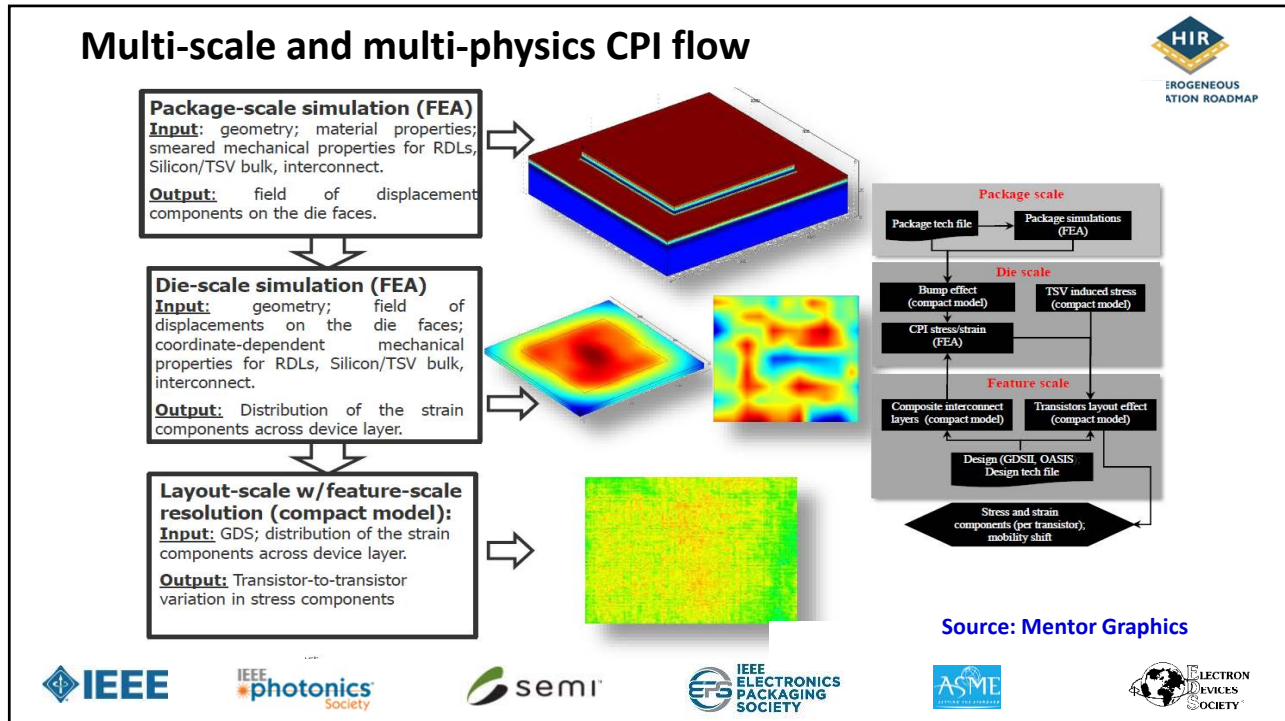 Multi-scale and multi-physics CPI flow
HIR
EROGENEOUS
ATION ROADMAP
Package-scale simulation (FEA)
Input: geometry; material properties;
smeared mechanical properties for RDLs,
Silicon/TSV bulk, interconnect.
Output: field of displacement
components on the die faces.
Die-scale simulation (FEA)
Input: geometry; field of
displacements on the die faces;
coordinate-dependent mechanical
properties for RDLs, Silicon/TSV bulk,
interconnect.
Output: Distribution of the strain
components across device layer.
Layout-scale w/feature-scale
resolution (compact model):
Input: GDS; distribution of the strain
components across device layer.
Output: Transistor-to-transistor
variation in stress components
Package scale
Package tech file
Package simulations
(FEA)
Die scale
Bump effect
(compact model)
TSV induced stress
(compact model)
CPI stress/strain
(FEA)
Feature scale
Composite interconnect
layers (compact model)
Transistors layout effect
(compact model)
Design (GDSII, OASIS)
Design tech file
Stress and strain
components (per transistor);
mobility shift
Source: Mentor Graphics
IEEE
IEEE
photonics
Society
semi
EPS
IEEE
ELECTRONICS
PACKAGING
SOCIETY
ASME
SETTING THE STANDARD
ELECTRON
DEVICES
SOCIETY